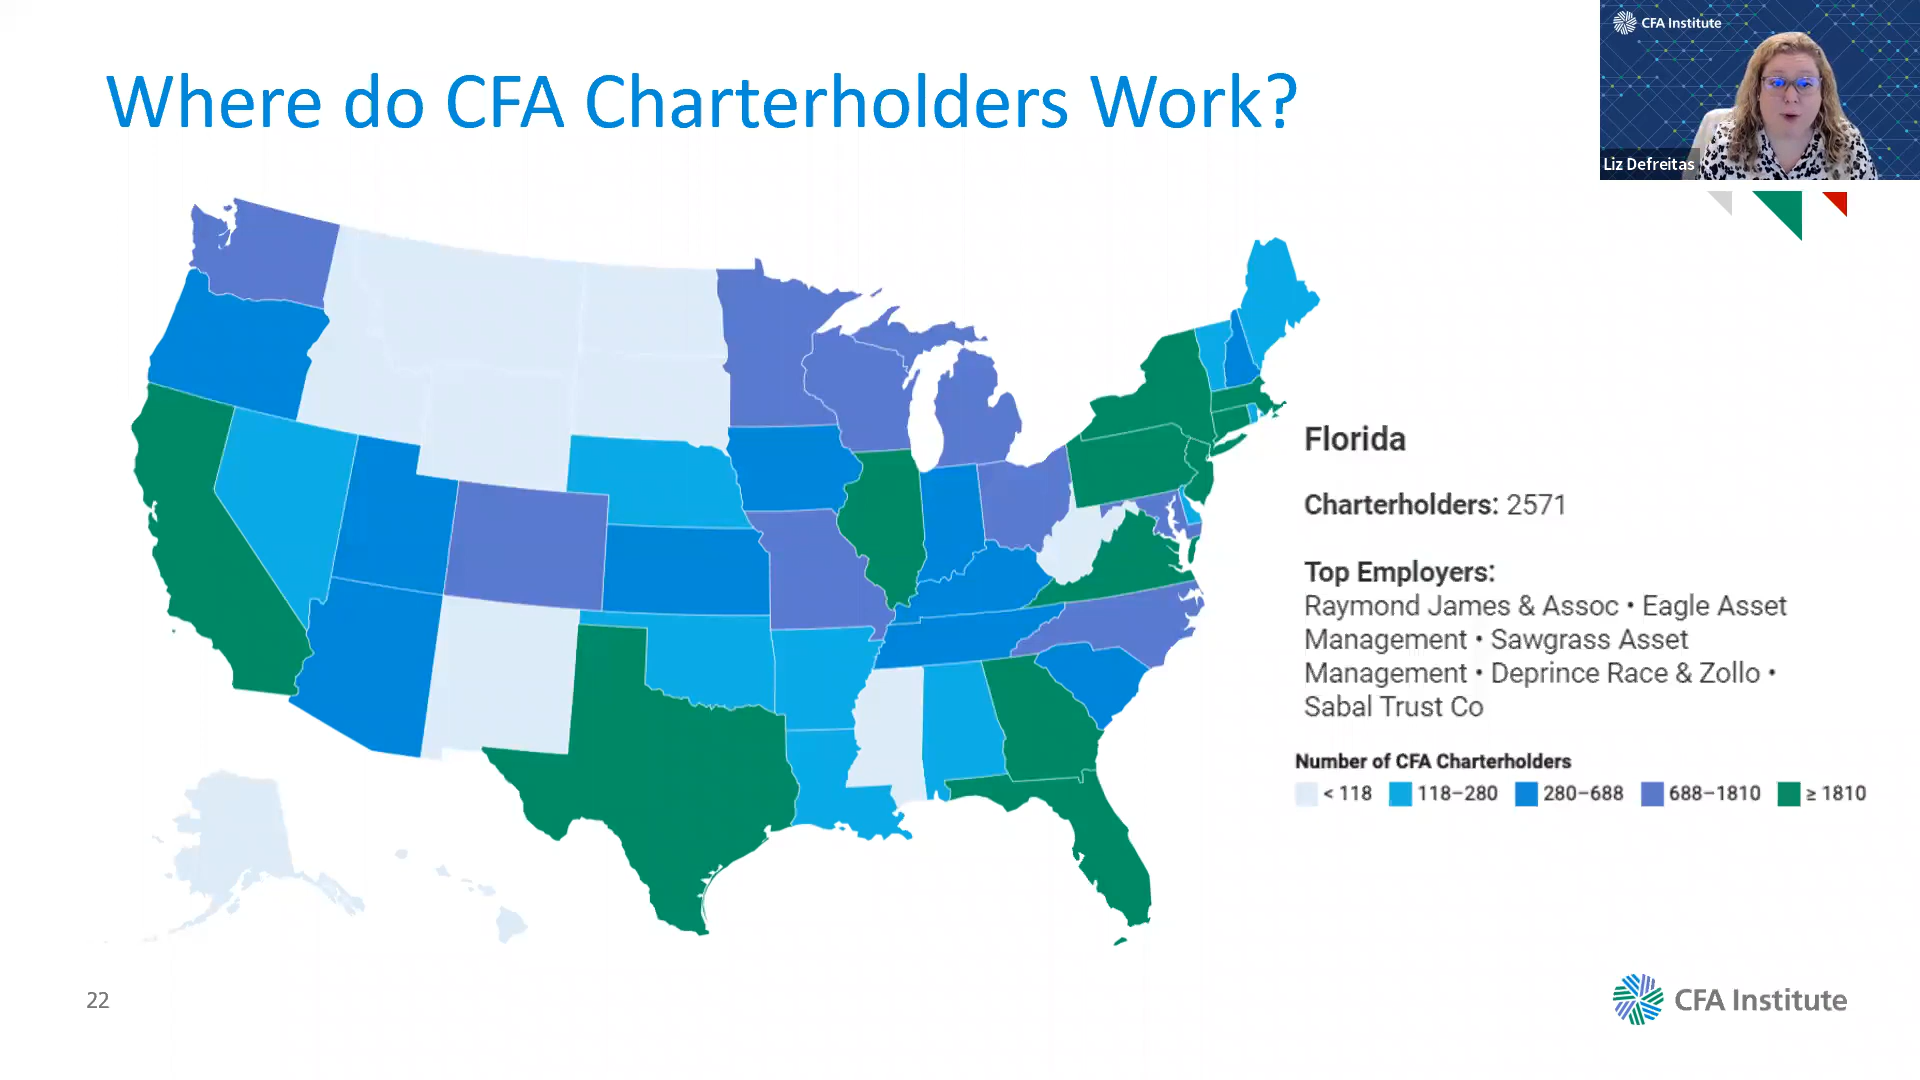 CFA Institute
Where do CFA Charterholders Work?
Liz Defreitas
Florida
Charterholders: 2571
Top Employers:
Raymond James & Assoc • Eagle Asset
Management • Sawgrass Asset
Management • Deprince Race & Zollo •
Sabal Trust Co
Number of CFA Charterholders
< 118 118–280 280–688 688–1810 ≥ 1810
22
CFA Institute